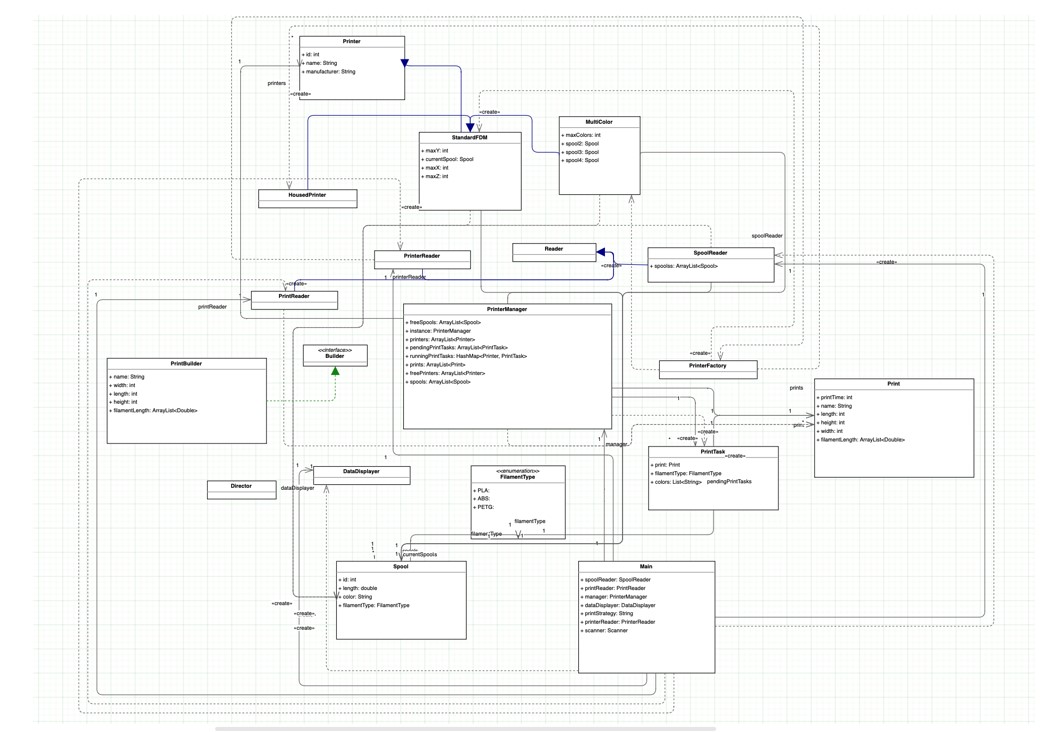 Printer
+ id: int
+ name: String
+ manufacturer: String
1
*
printers
«create»
«create»
StandardFDM
+ maxY: int
+ currentSpool: Spool
+ maxX: int
+ maxZ: int
«create»
MultiColor
+ maxColors: int
+ spool2: Spool
+ spool3: Spool
+ spool4: Spool
HousedPrinter
spoolReader
PrinterReader
1
printerReader
Reader
«create»
SpoolReader
+ spoolss: ArrayList<Spool>
«create»
1
1
«create»
PrintReader
1
printReader
PrinterManager
+ freeSpools: ArrayList<Spool>
+ instance: PrinterManager
+ printers: ArrayList<Printer>
+ pendingPrintTasks: ArrayList<PrintTask>
+ runningPrintTasks: HashMap<Printer, PrintTask>
+ prints: ArrayList<Print>
+ freePrinters: ArrayList<Printer>
+ spools: ArrayList<Spool>
<<interface>>
Builder
PrintBuilder
+ name: String
+ width: int
+ length: int
+ height: int
+ filamentLength: ArrayList<Double>
«create»
PrinterFactory
prints
Print
+ printTime: int
+ name: String
+ length: int
+ height: int
+ width: int
+ filamentLength: ArrayList<Double>
1
1
1
«create»
«create»
1
manager
PrintTask
«create»
+ print: Print
+ filamentType: FilamentType
+ colors: List<String>
pendingPrintTasks
1
1
DataDisplayer
dataDisplayer
Director
<<enumeration>>
FilamentType
+ PLA:
+ ABS:
+ PETG:
filamentType
1
1
filamentType
1
1
1
1
currentSpools
Spool
+ id: int
+ length: double
+ color: String
+ filamentType: FilamentType
«create»
«create»
«create»
Main
+ spoolReader: SpoolReader
+ printReader: PrintReader
+ manager: PrinterManager
+ dataDisplayer: DataDisplayer
+ printStrategy: String
+ printerReader: PrinterReader
+ scanner: Scanner